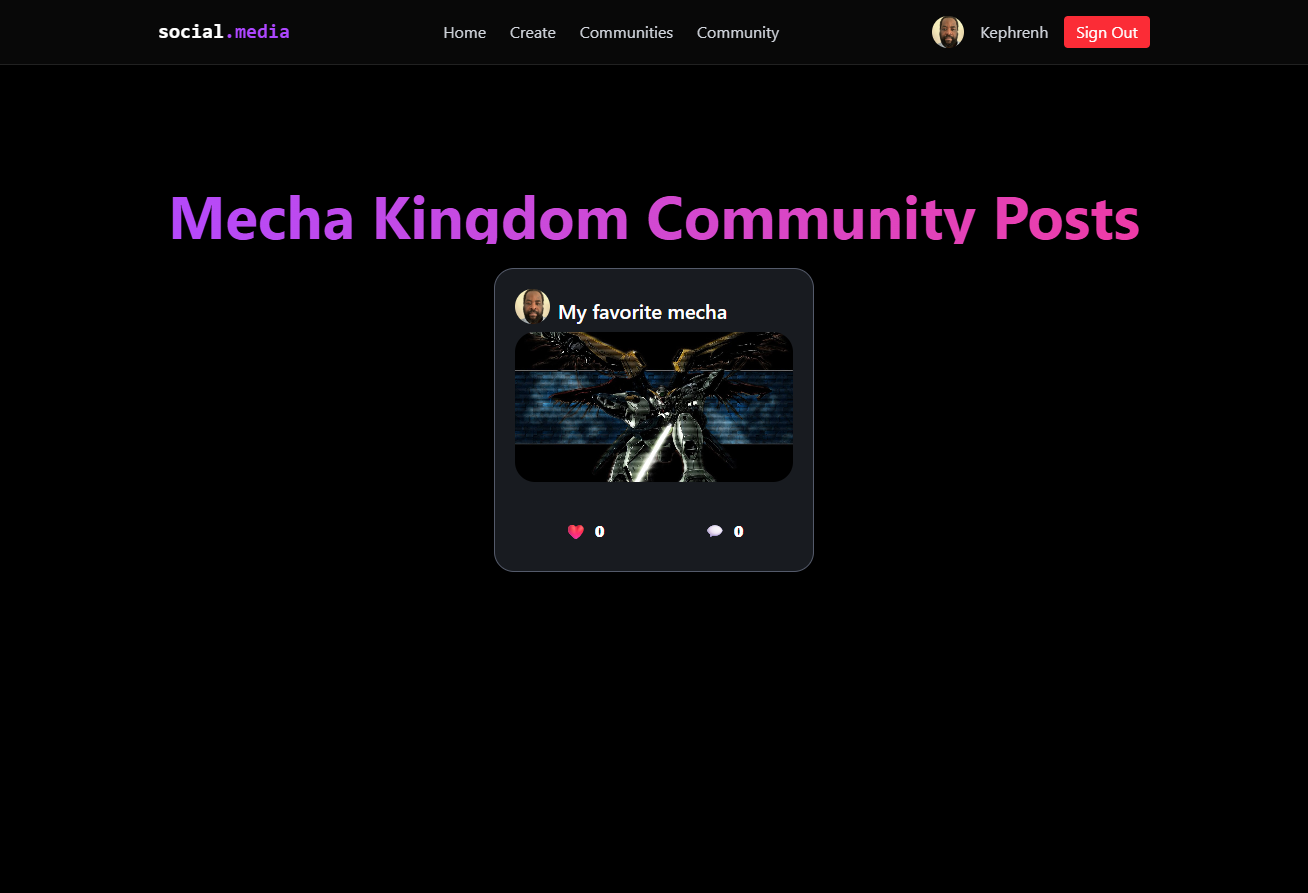 social.media
Home Create Communities Community
Kephrenh Sign Out
Mecha Kingdom Community Posts
My favorite mecha
0 0